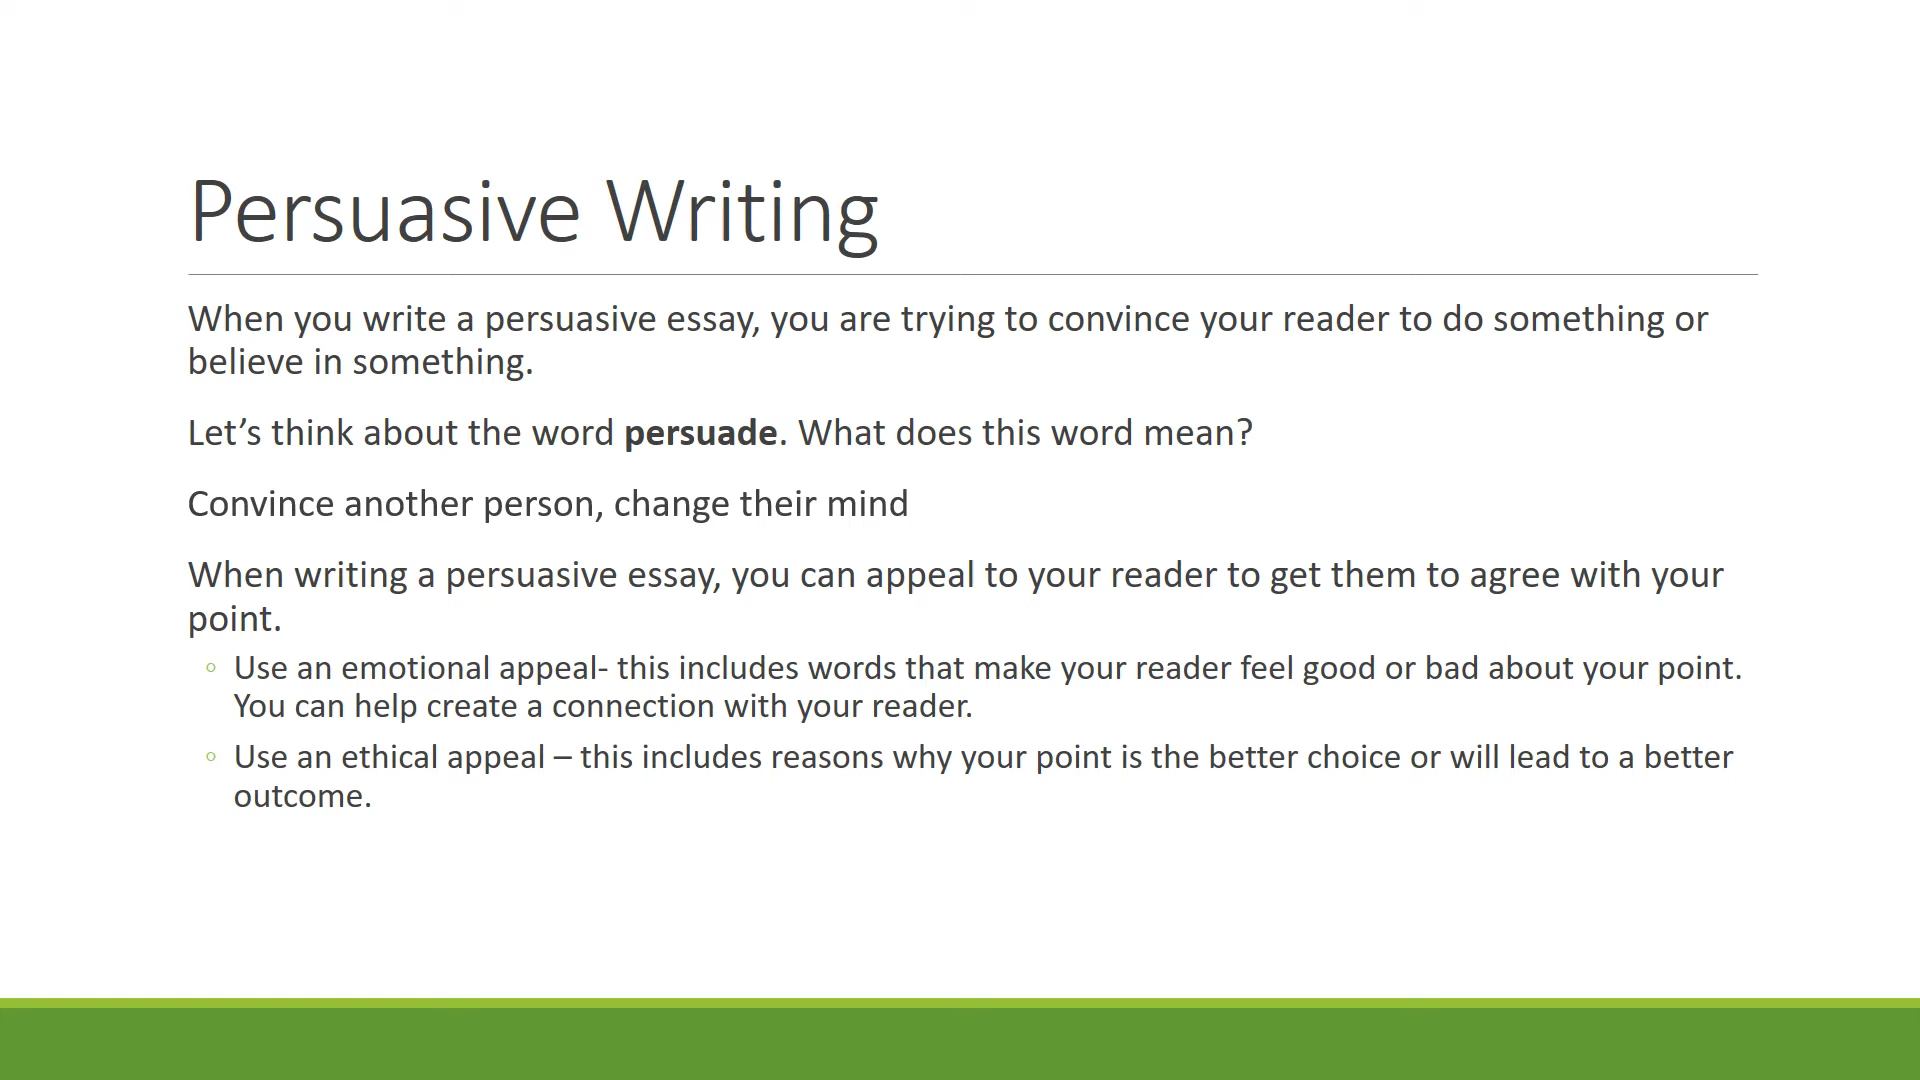 Persuasive Writing
When you write a persuasive essay, you are trying to convince your reader to do something or
believe in something.
Let’s think about the word persuade. What does this word mean?
Convince another person, change their mind
When writing a persuasive essay, you can appeal to your reader to get them to agree with your
point.
◦ Use an emotional appeal- this includes words that make your reader feel good or bad about your point.
You can help create a connection with your reader.
◦ Use an ethical appeal – this includes reasons why your point is the better choice or will lead to a better
outcome.